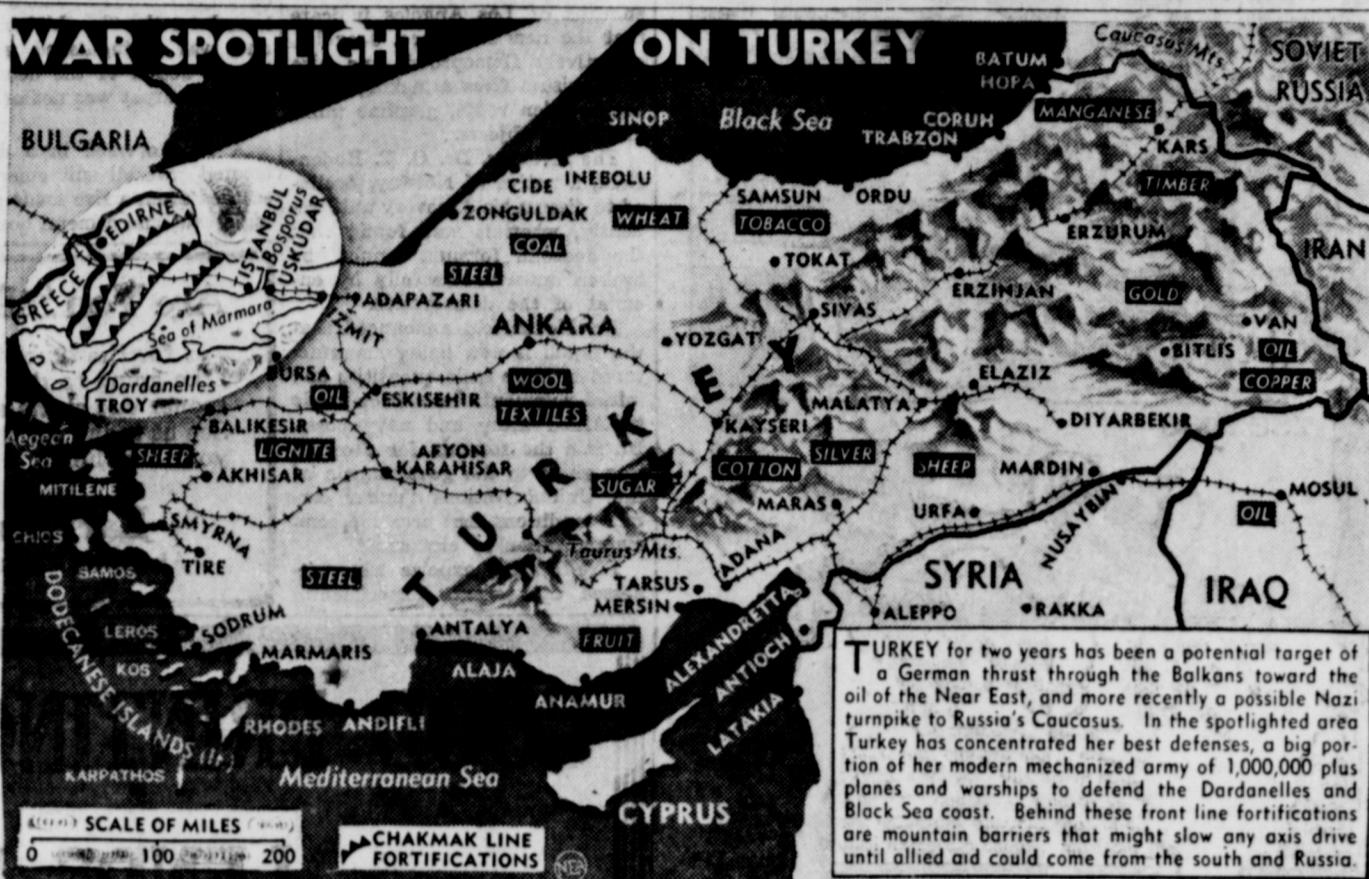 WAR SPOTLIGHT ON TURKEY
Caucasus Mts.
SOVIET
RUSSIA
BATUM
HOPA
MANGANESE
BULGARIA
SINOP
Black Sea
CORUH
TRABZON
KARS
CIDE
INEBOLU
SAMSUN
ORDU
TIMBER
ZONGULDAK
WHEAT
TOBACCO
COAL
ERZURUM
IRAN
EDIRNE
ISTANBUL
Bosporus
USKUDAR
STEEL
TOKAT
ERZINJAN
GOLD
GREECE
Sea of Marmara
IZMIT
ADAPAZARI
ANKARA
SIVAS
VAN
YOZGAT
BITLIS
OIL
Dardanelles
TROY
BURSA
OIL
ESKISEHIR
WOOL
TEXTILES
TURKEY
ELAZIZ
COPPER
MALATYA
DIYARBEKIR
BALIKESIR
KAYSERI
Aegean
Sea
SHEEP
LIGNITE
AFYON
KARAHISAR
COTTON
SILVER
SHEEP
MARDIN
AKHISAR
SUGAR
MITILENE
MARAS
URFA
MOSUL
OIL
SMYRNA
NUSAYBIN
CHIOS
TIRE
Taurus Mts.
ADANA
SAMOS
STEEL
TARSUS
MERSIN
SYRIA
IRAQ
ALEPPO
RAKKA
DODECANESE ISLANDS (It.)
LEROS
SODRUM
ANTALYA
FRUIT
ALEXANDRETTA
KOS
MARMARIS
ALAJA
ANTIOCH
ANAMUR
LATAKIA
RHODES
ANDIFLI
KARPATHOS
Mediterranean Sea
CYPRUS
SCALE OF MILES
0 100 200
CHAKMAK LINE
FORTIFICATIONS
NEA
TURKEY for two years has been a potential target of
a German thrust through the Balkans toward the
oil of the Near East, and more recently a possible Nazi
turnpike to Russia's Caucasus. In the spotlighted area
Turkey has concentrated her best defenses, a big por-
tion of her modern mechanized army of 1,000,000 plus
planes and warships to defend the Dardanelles and
Black Sea coast. Behind these front line fortifications
are mountain barriers that might slow any axis drive
until allied aid could come from the south and Russia.